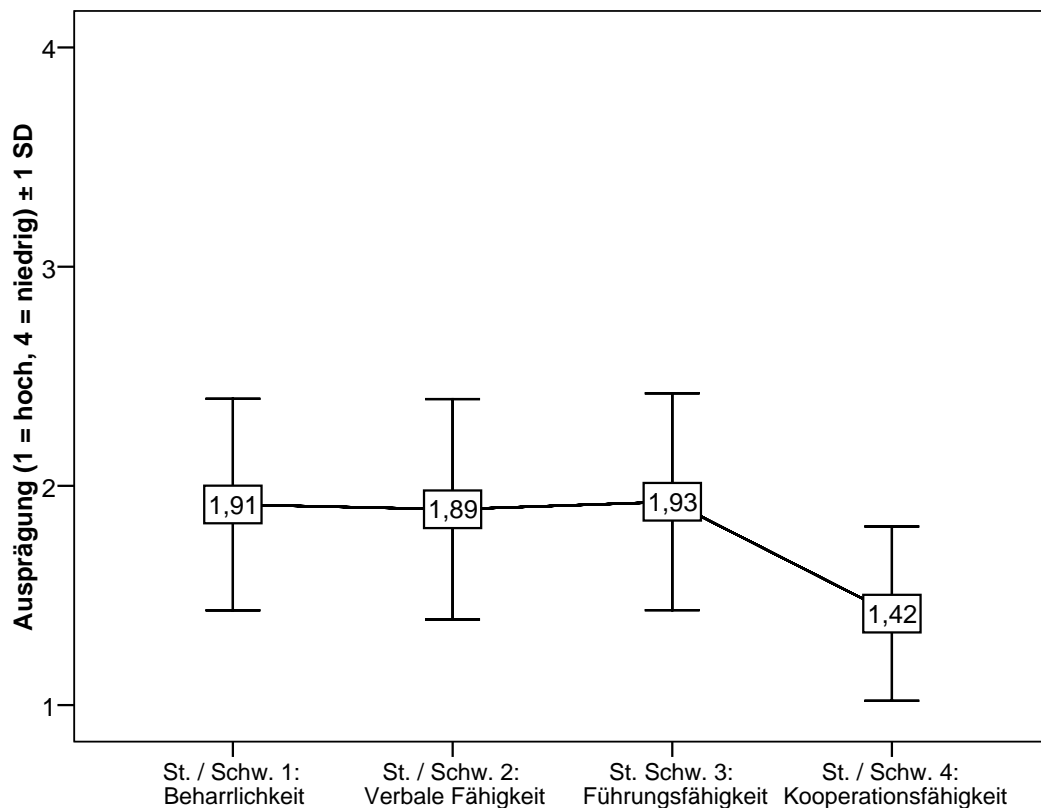 Ausprägung (1 = hoch, 4 = niedrig) ± 1 SD
4
3
2
1
1,91
1,89
1,93
1,42
St. / Schw. 1:
Beharrlichkeit
St. / Schw. 2:
Verbale Fähigkeit
St. Schw. 3:
Führungsfähigkeit
St. / Schw. 4:
Kooperationsfähigkeit